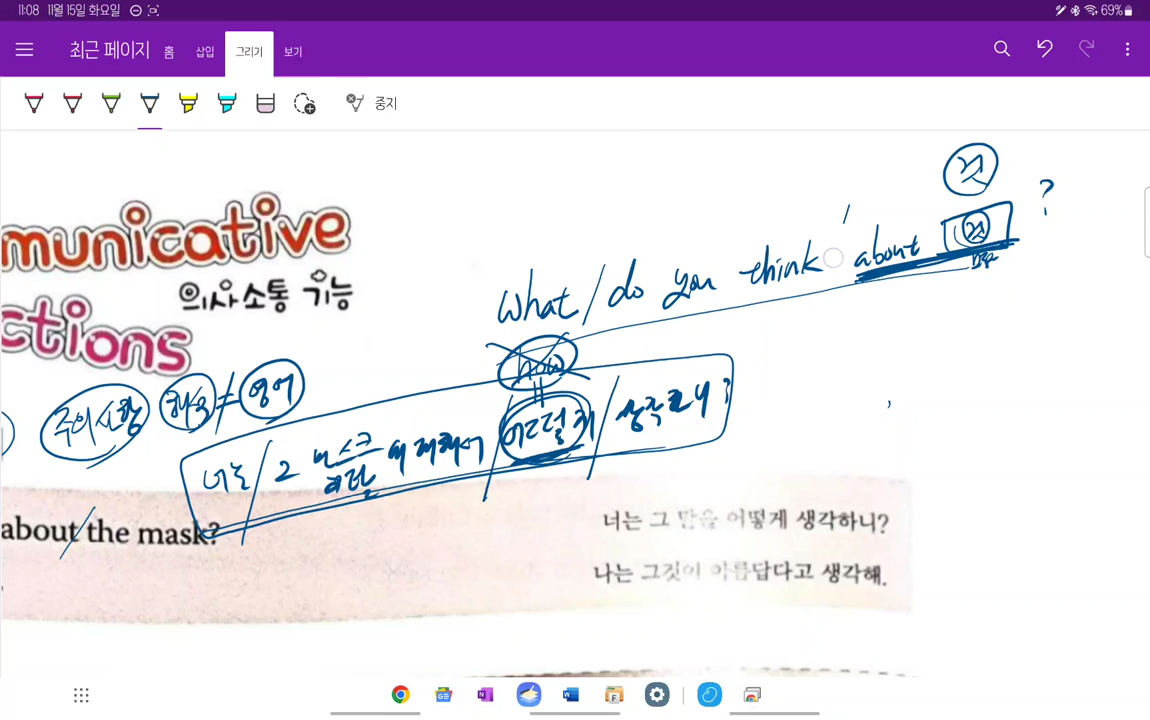 11:08 11월 15일 화요일
69%
최근 페이지 홈 삽입 그리기 보기
중지
것
?
municative
의사소통 기능
ctions
What / do you think about 것
how
주의사항 해석 ≠ 영어
너는 / 그 마스크 에 대해서 / 어떻게 / 생각하니?
about the mask?
너는 그 말을 어떻게 생각하니?
나는 그것이 아름답다고 생각해.